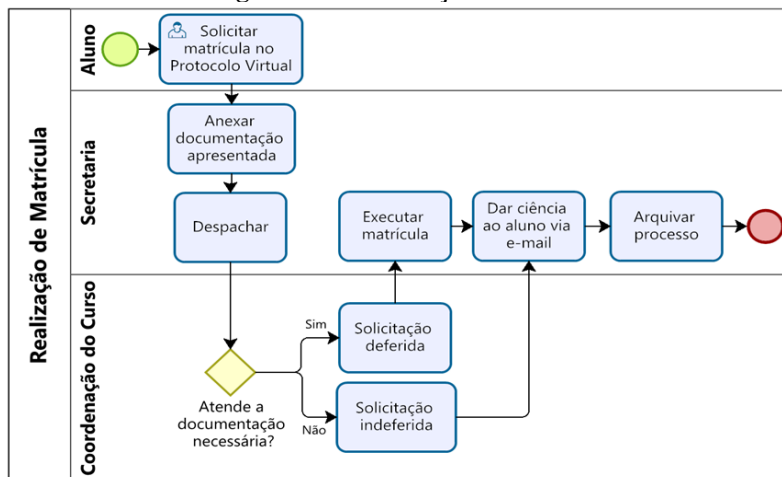 Realização de Matrícula
Aluno
Solicitar
matrícula no
Protocolo Virtual
Secretaria
Anexar
documentação
apresentada
Despachar
Executar
matrícula
Dar ciência
ao aluno via
e-mail
Arquivar
processo
Coordenação do Curso
Atende a
documentação
necessária?
Sim
Solicitação
deferida
Não
Solicitação
indeferida